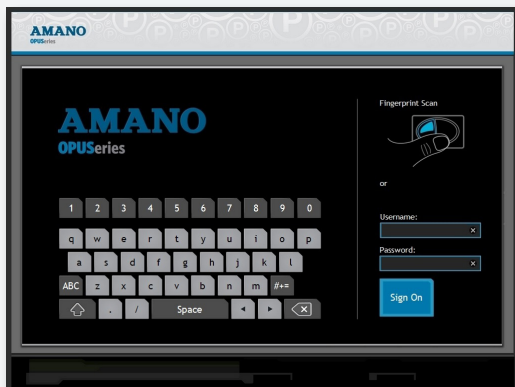 AMANO
OPUSeries
AMANO
OPUSeries
1 2 3 4 5 6 7 8 9 0
q w e r t y u i o p
a s d f g h j k l
ABC z x c v b n m #+=
. / Space
Fingerprint Scan
or
Username:
Password:
Sign On